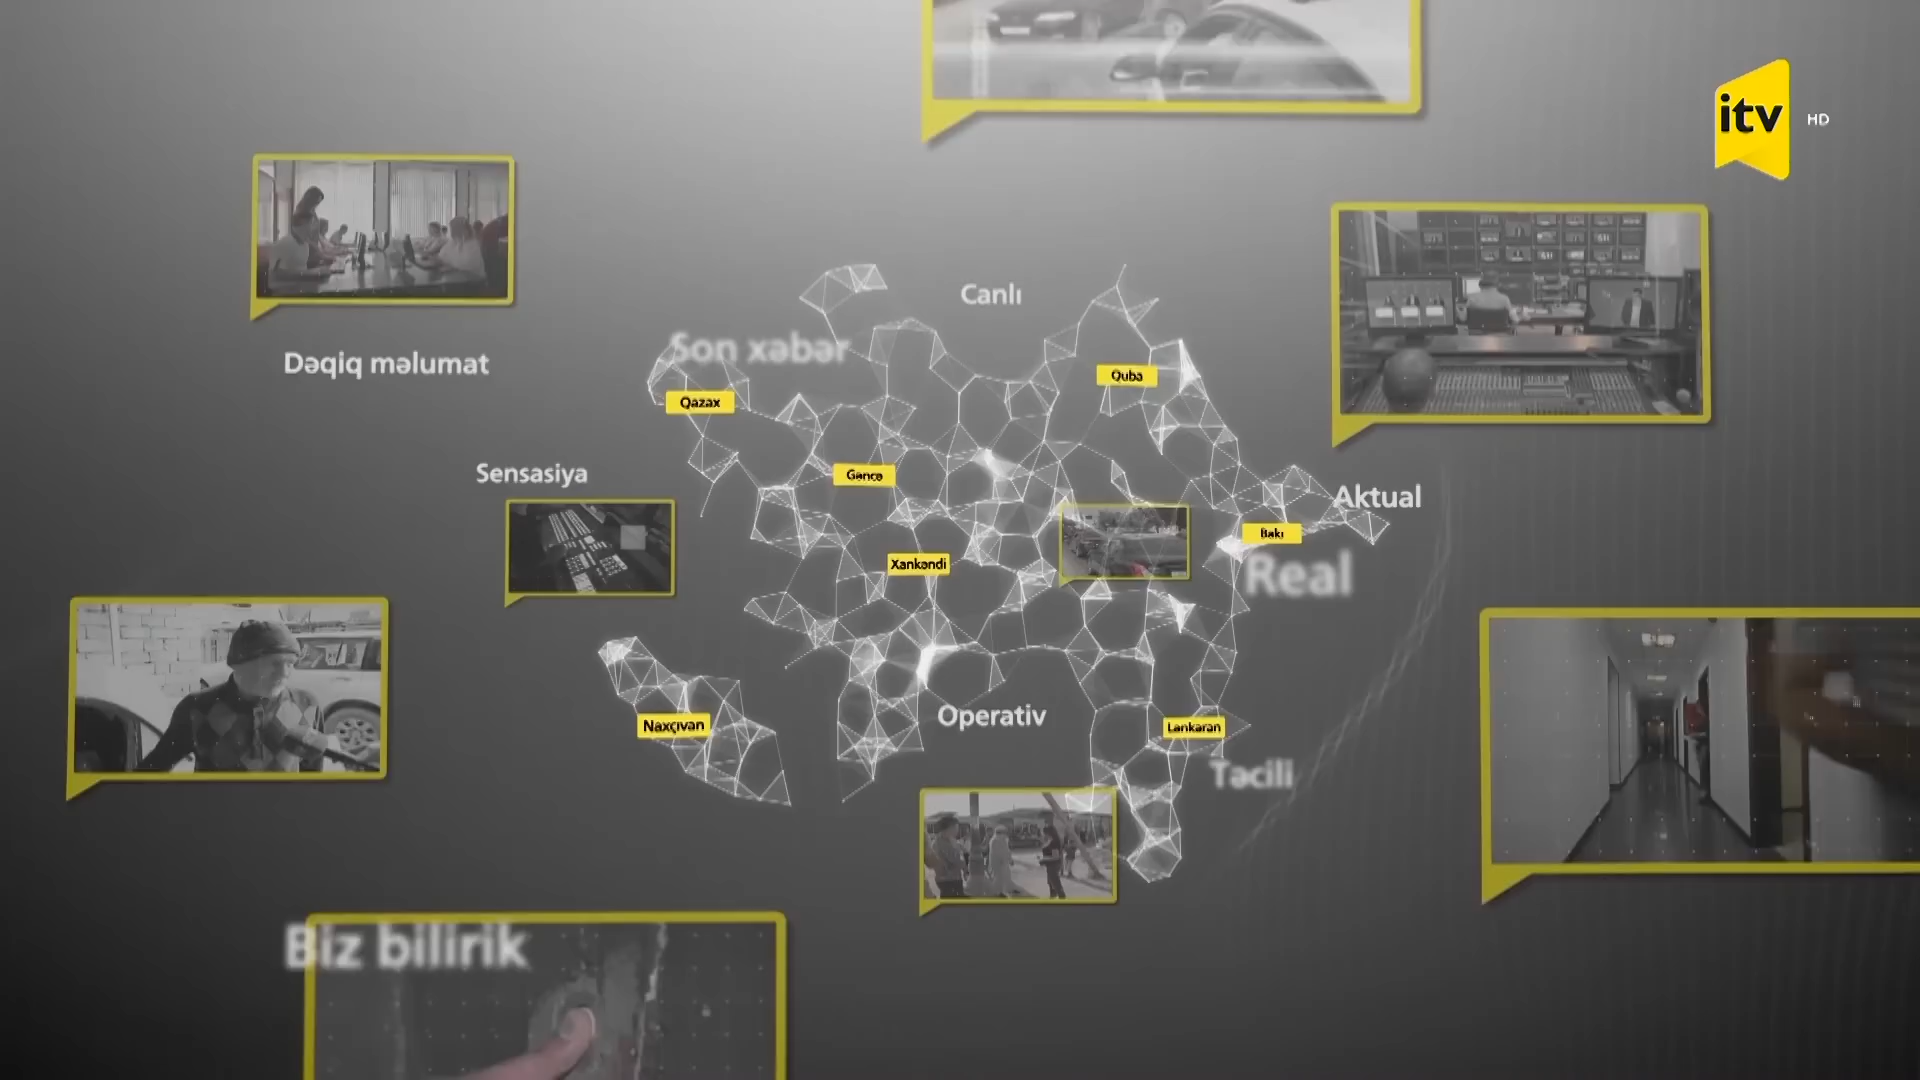 itv
HD
Canlı
Son xəbər
Dəqiq məlumat
Quba
Qazax
Sensasiya
Gəncə
Aktual
Bakı
Xankəndi
Real
Operativ
Naxçıvan
Lənkəran
Təcili
Biz bilirik